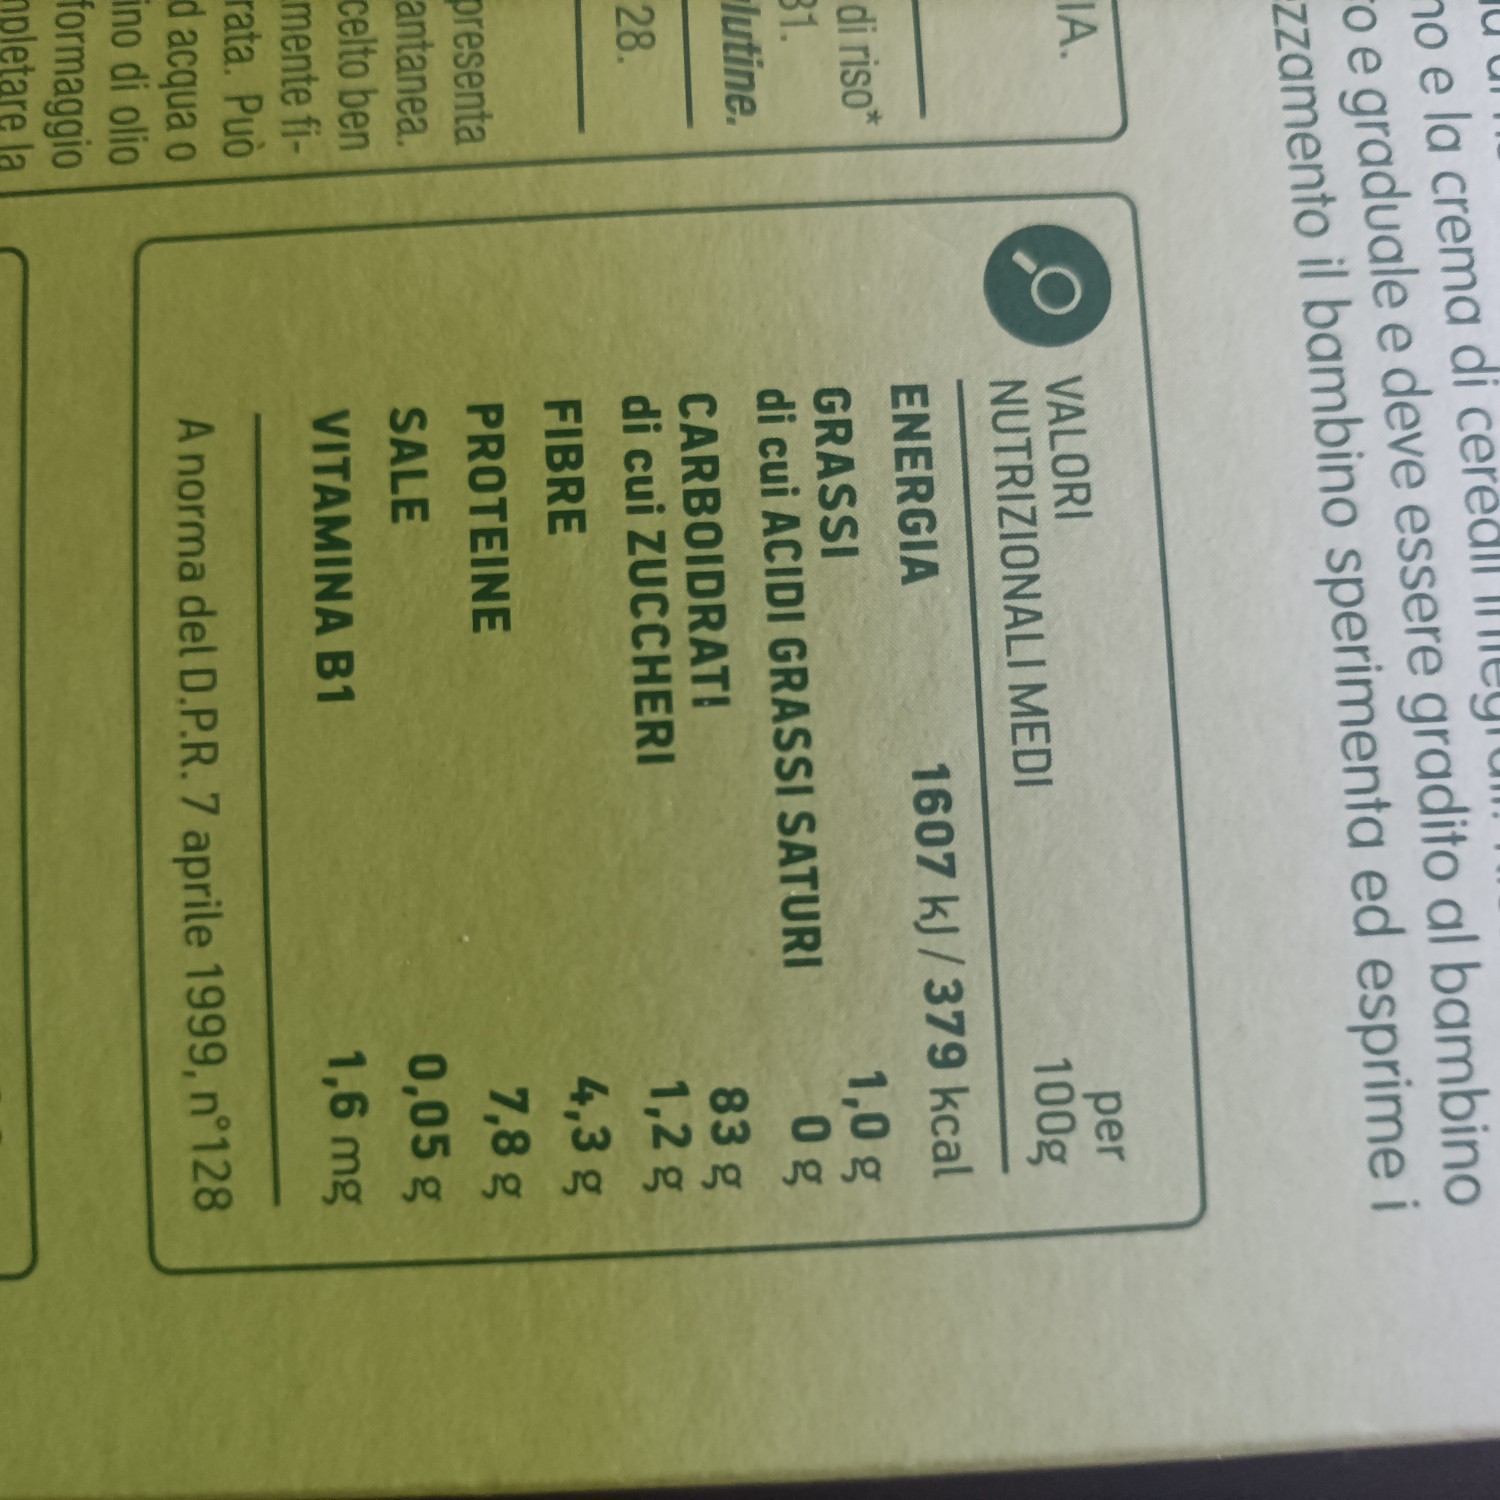 no e la crema di cereali
ro e graduale e deve essere gradito al bambino
zzamento il bambino sperimenta ed esprime i
IA.
di riso*
31.
lutine.
28.
presenta
antanea.
celto ben
mente fi-
rata. Può
d acqua o
ino di olio
formaggio
mpletare la
VALORI
NUTRIZIONALI MEDI
per
100g
ENERGIA 1607 kJ / 379 kcal
GRASSI 1,0 g
di cui ACIDI GRASSI SATURI 0 g
CARBOIDRATI 83 g
di cui ZUCCHERI 1,2 g
FIBRE 4,3 g
PROTEINE 7,8 g
SALE 0,05 g
VITAMINA B1 1,6 mg
A norma del D.P.R. 7 aprile 1999, n°128